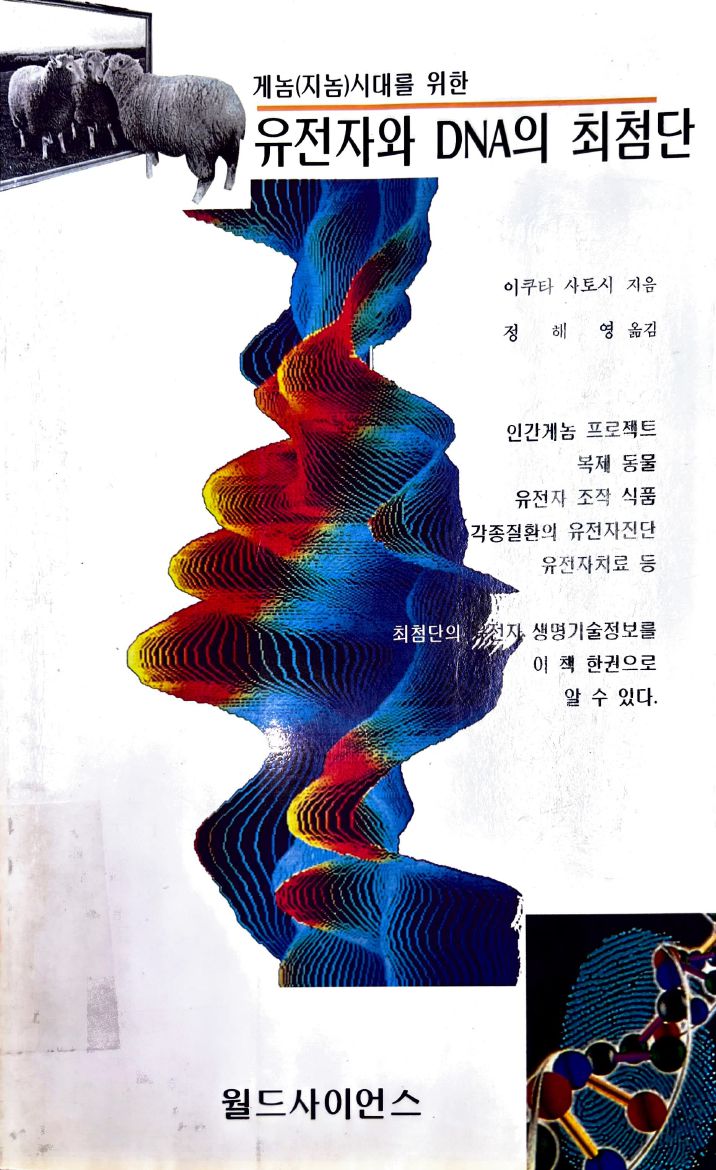 게놈(지놈)시대를 위한
유전자와 DNA의 최첨단
이쿠타 사토시 지음
정 해 영 옮김
인간게놈 프로젝트
복제 동물
유전자 조작 식품
각종질환의 유전자진단
유전자치료 등
최첨단의 유전자 생명기술정보를
이 책 한권으로
알 수 있다.
월드사이언스